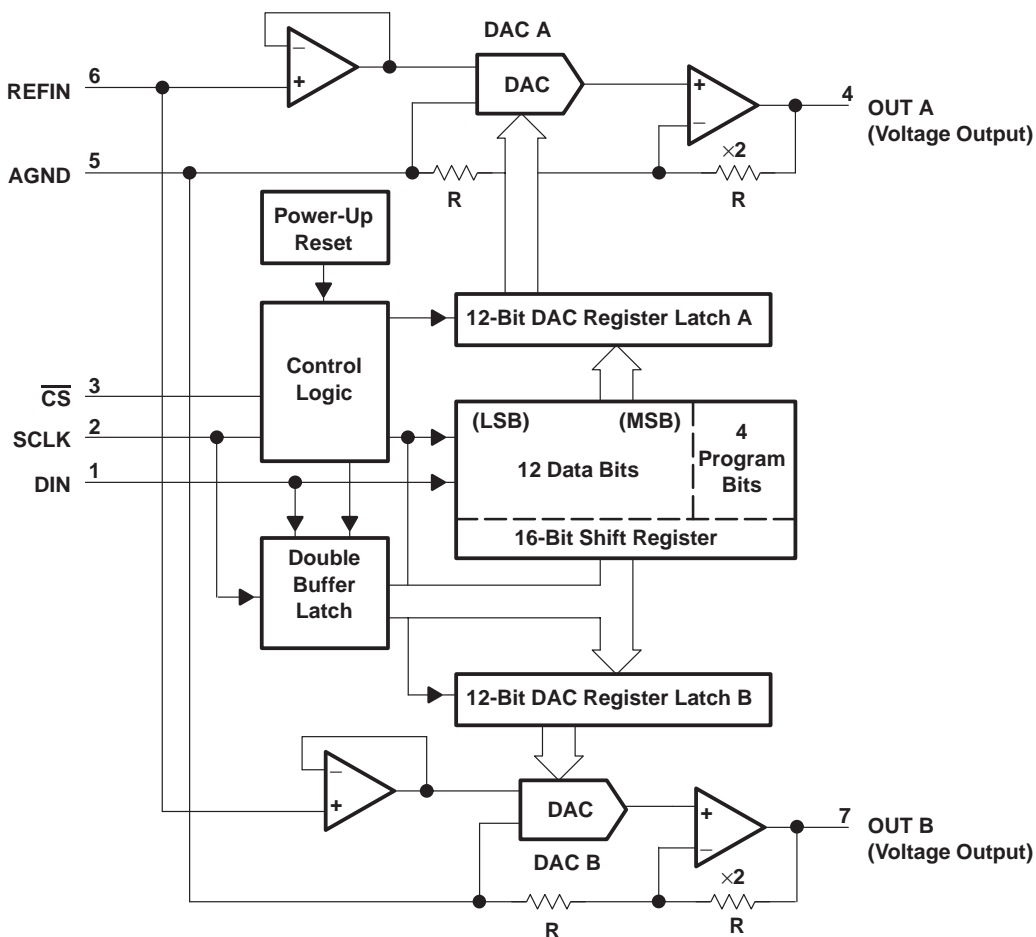 DAC A
REFIN
6
−
+
DAC
+
−
4
OUT A
(Voltage Output)
AGND
5
R
×2
R
Power-Up
Reset
12-Bit DAC Register Latch A
Control
Logic
CS
3
SCLK
2
DIN
1
(LSB)
(MSB)
12 Data Bits
4
Program
Bits
16-Bit Shift Register
Double
Buffer
Latch
12-Bit DAC Register Latch B
−
+
DAC
DAC B
+
−
7
OUT B
(Voltage Output)
R
×2
R